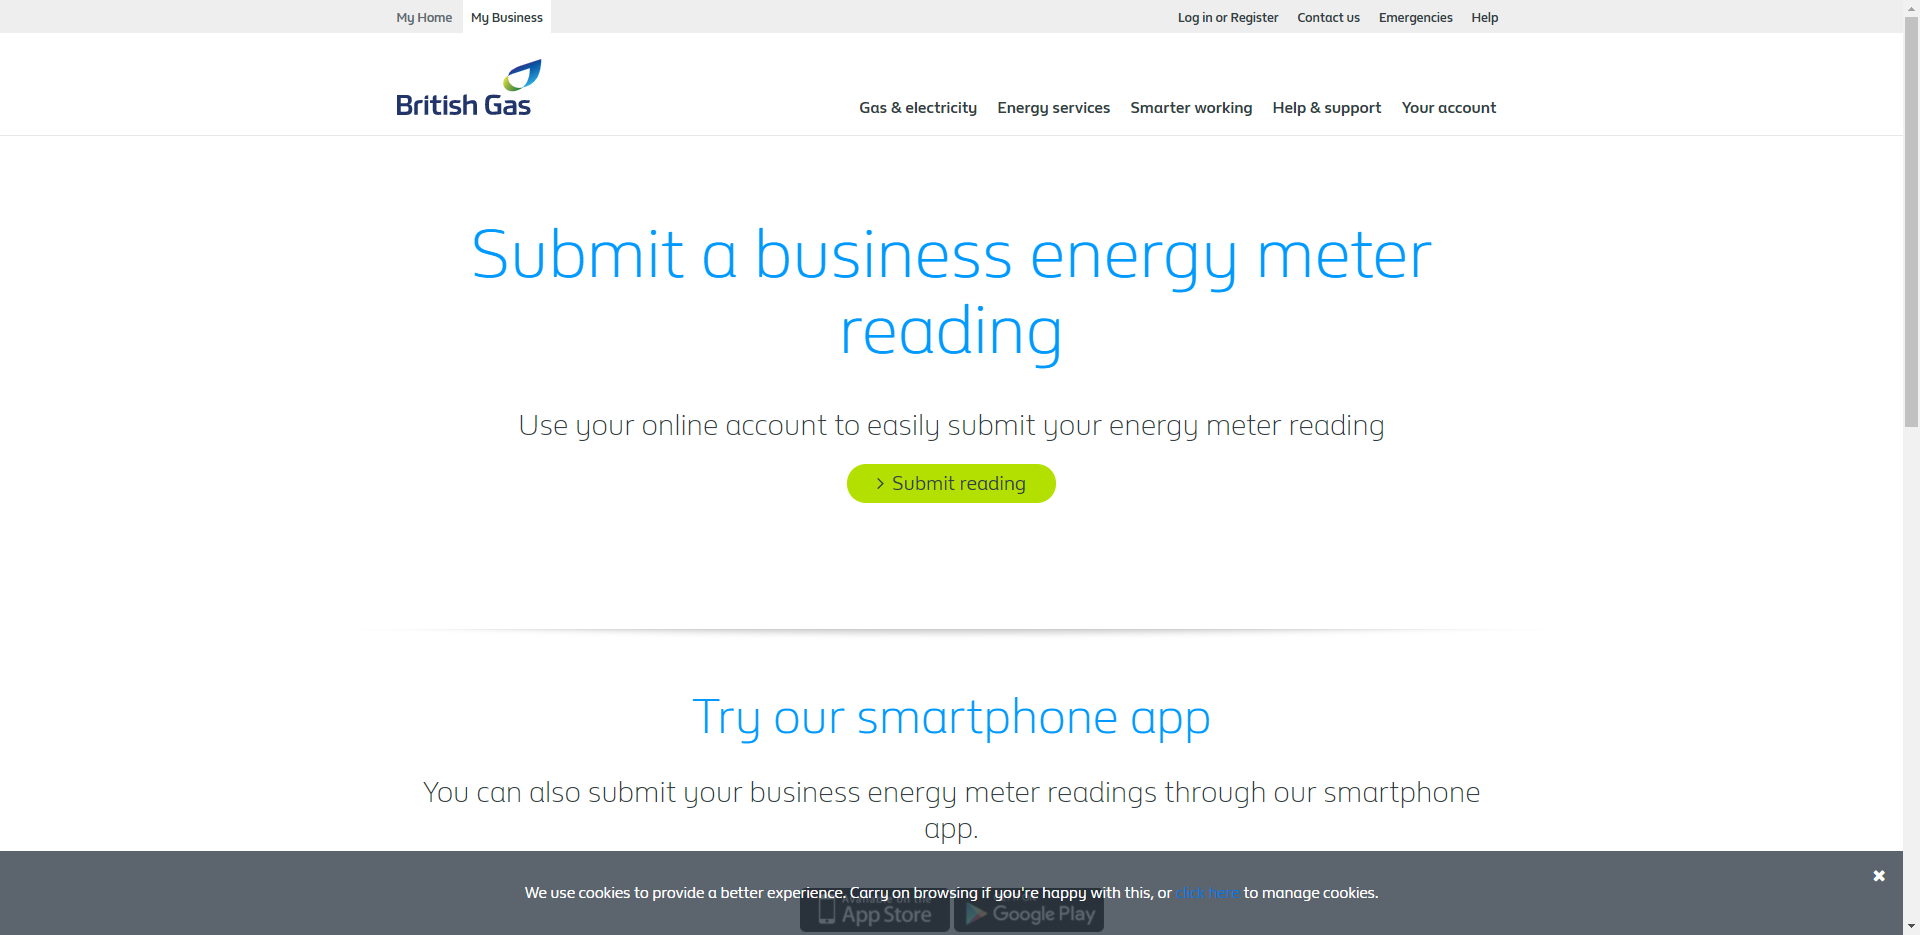 My Home
My Business
Log in or Register
Contact us
Emergencies
Help
British Gas
Gas & electricity
Energy services
Smarter working
Help & support
Your account
Submit a business energy meter
reading
Use your online account to easily submit your energy meter reading
Submit reading
Try our smartphone app
You can also submit your business energy meter readings through our smartphone
app.
We use cookies to provide a better experience. Carry on browsing if you're happy with this, or click here to manage cookies.
Available on the
App Store
Google Play